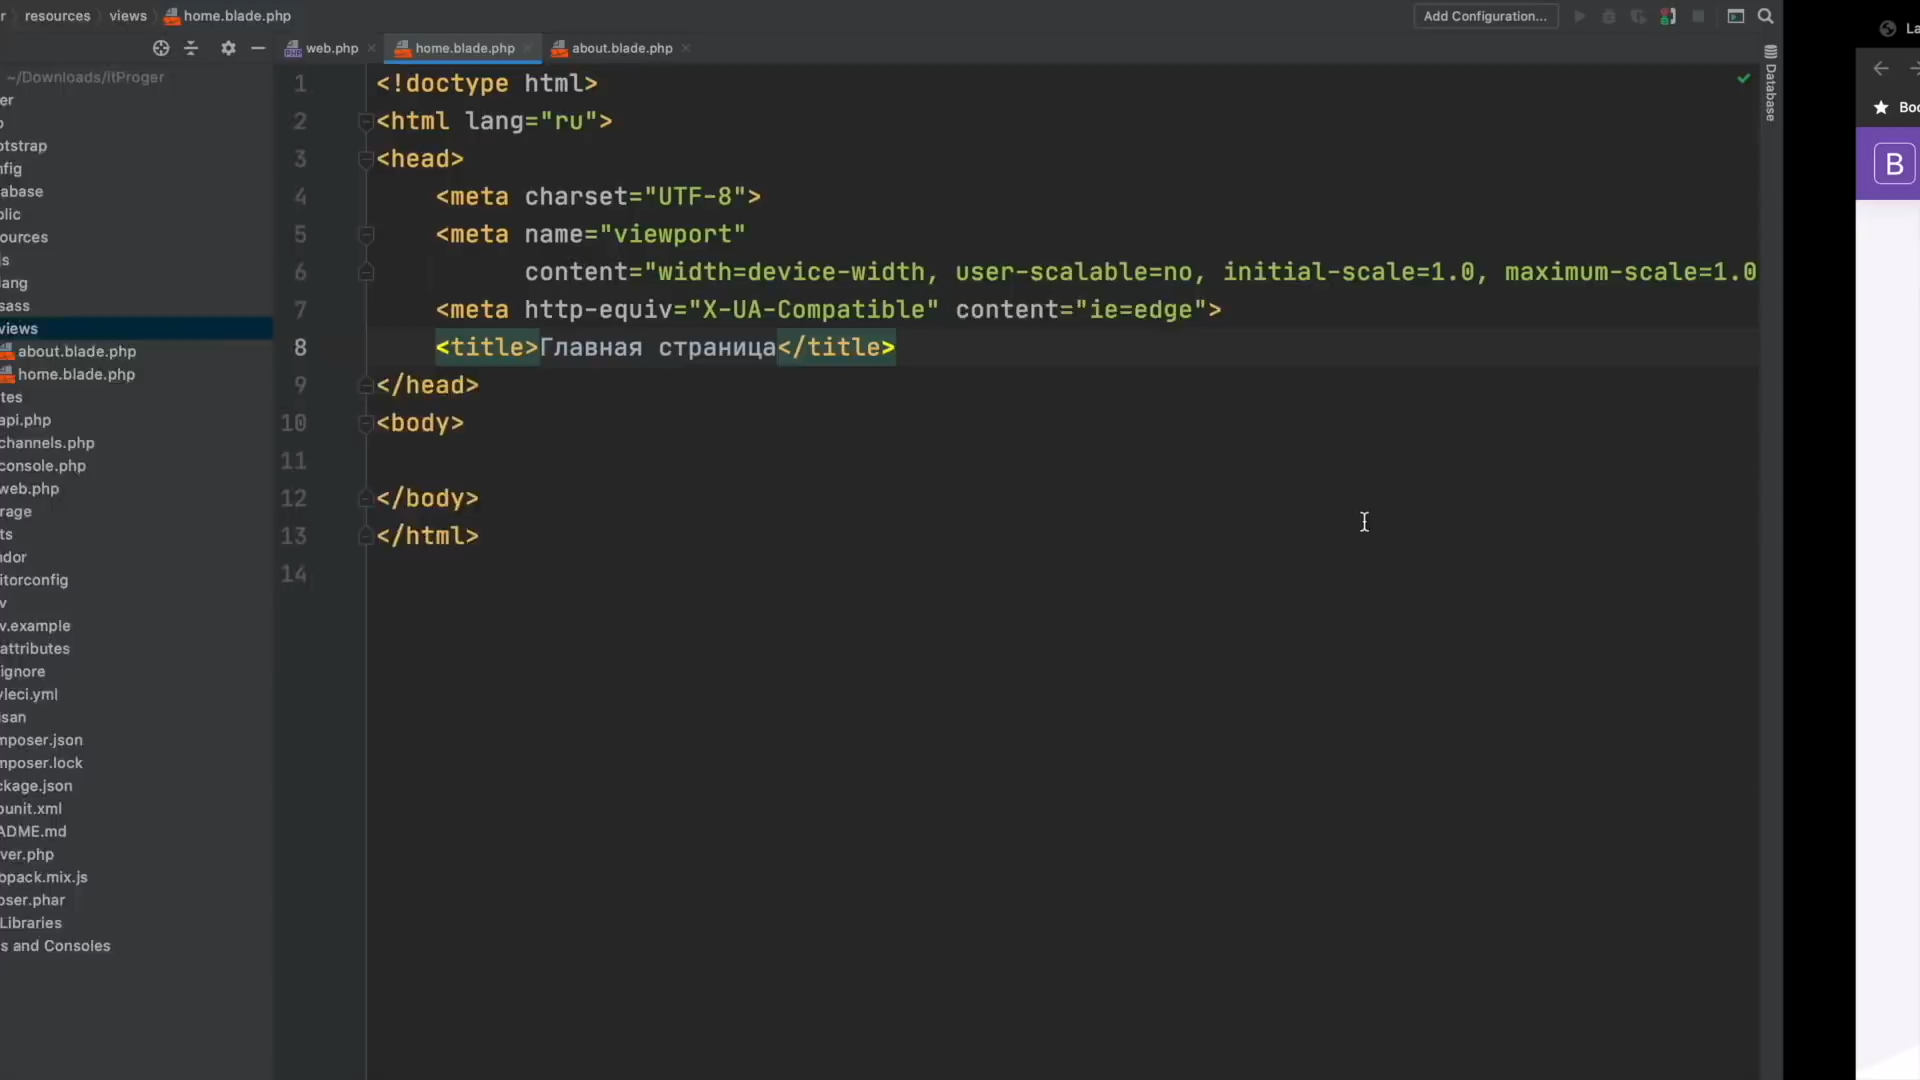 r resources views home.blade.php
Add Configuration...
web.php home.blade.php about.blade.php
~/Downloads/itProger
er
o
otstrap
nfig
abase
blic
ources
s
lang
sass
views
about.blade.php
home.blade.php
tes
api.php
channels.php
console.php
web.php
rage
ts
ndor
itorconfig
v
v.example
attributes
ignore
yleci.yml
isan
mposer.json
mposer.lock
ckage.json
punit.xml
ADME.md
ver.php
bpack.mix.js
oser.phar
Libraries
s and Consoles
1 <!doctype html>
2 <html lang="ru">
3 <head>
4 <meta charset="UTF-8">
5 <meta name="viewport"
6 content="width=device-width, user-scalable=no, initial-scale=1.0, maximum-scale=1.0
7 <meta http-equiv="X-UA-Compatible" content="ie=edge">
8 <title>Главная страница</title>
9 </head>
10 <body>
11
12 </body>
13 </html>
14
Database
La
Boo
B